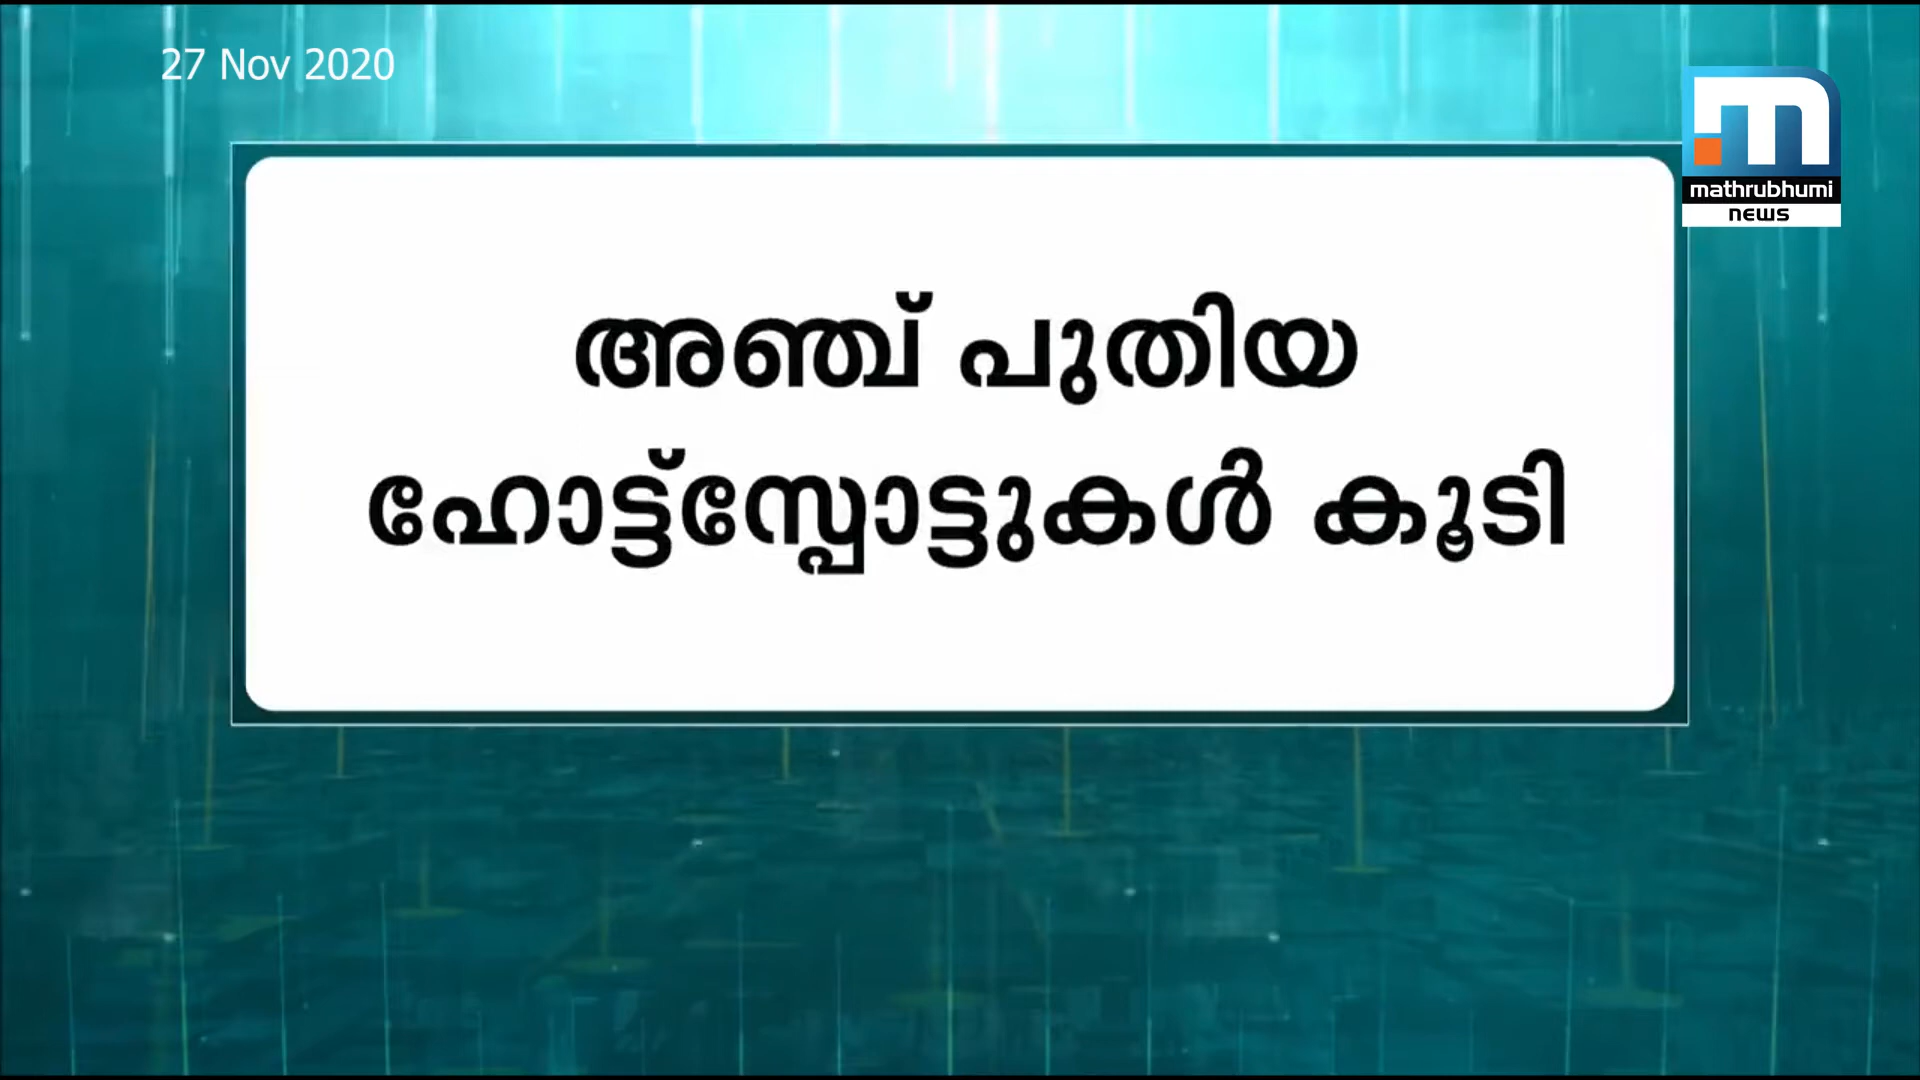 27 Nov 2020
mathrubhumi
news
അഞ്ച് പുതിയ
ഹോട്ട്സ്പോട്ടുകൾ കൂടി